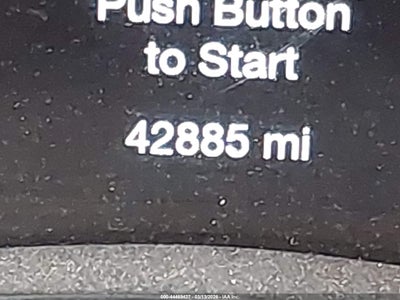 Push Button
to Start
42885 mi